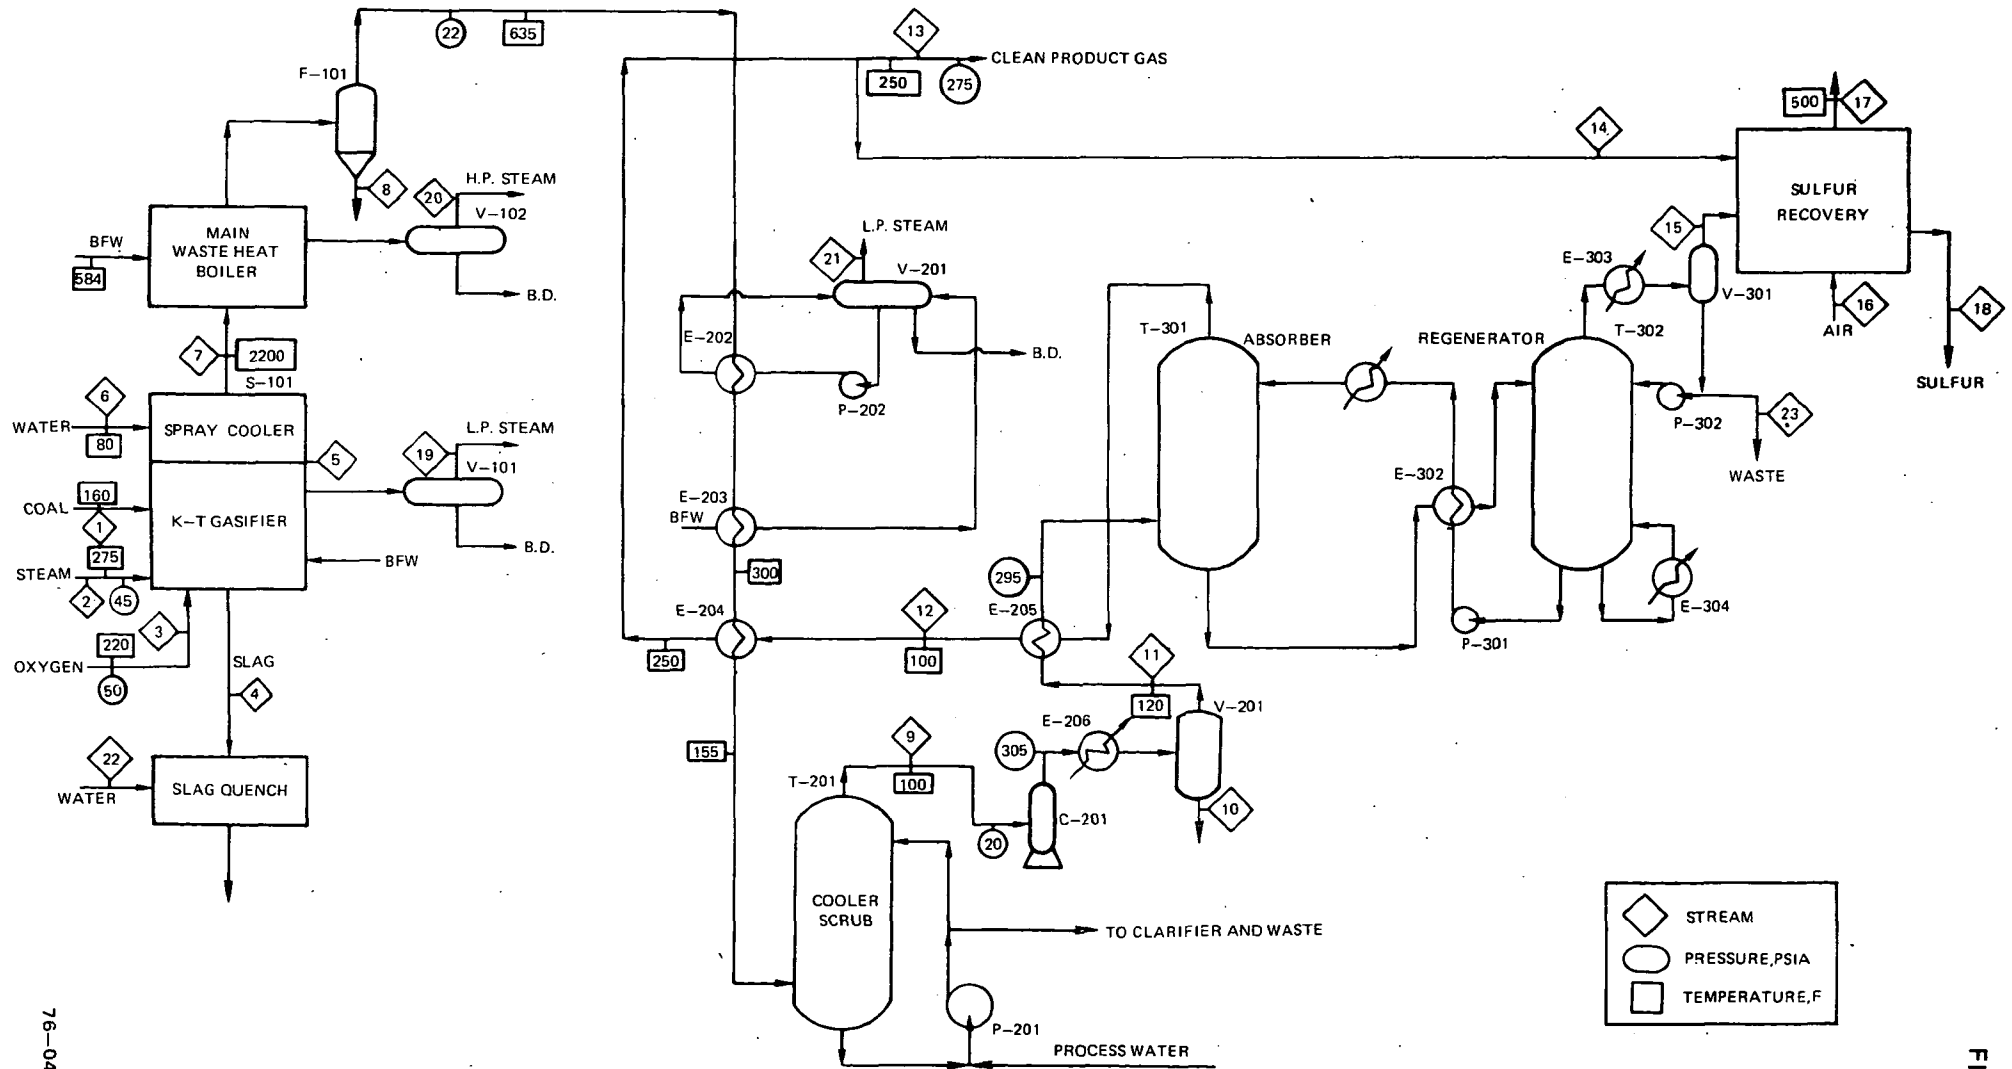 22
635
F-101
13
CLEAN PRODUCT GAS
250
275
500
17
14
8
20
H.P. STEAM
V-102
MAIN
WASTE HEAT
BOILER
BFW
584
B.D.
SULFUR
RECOVERY
15
L.P. STEAM
21
V-201
E-303
V-301
16
AIR
18
SULFUR
7
2200
S-101
E-202
B.D.
P-202
T-301
ABSORBER
REGENERATOR
T-302
6
WATER
80
SPRAY COOLER
5
L.P. STEAM
19
V-101
P-302
23
WASTE
160
COAL
1
K-T GASIFIER
E-203
BFW
E-302
275
STEAM
2
45
BFW
B.D.
300
295
E-304
3
220
OXYGEN
50
SLAG
4
E-204
250
12
100
E-205
P-301
11
120
V-201
E-206
305
155
9
100
T-201
22
WATER
SLAG QUENCH
20
C-201
10
COOLER
SCRUB
TO CLARIFIER AND WASTE
P-201
PROCESS WATER
STREAM
PRESSURE,PSIA
TEMPERATURE,F
76-04
FI